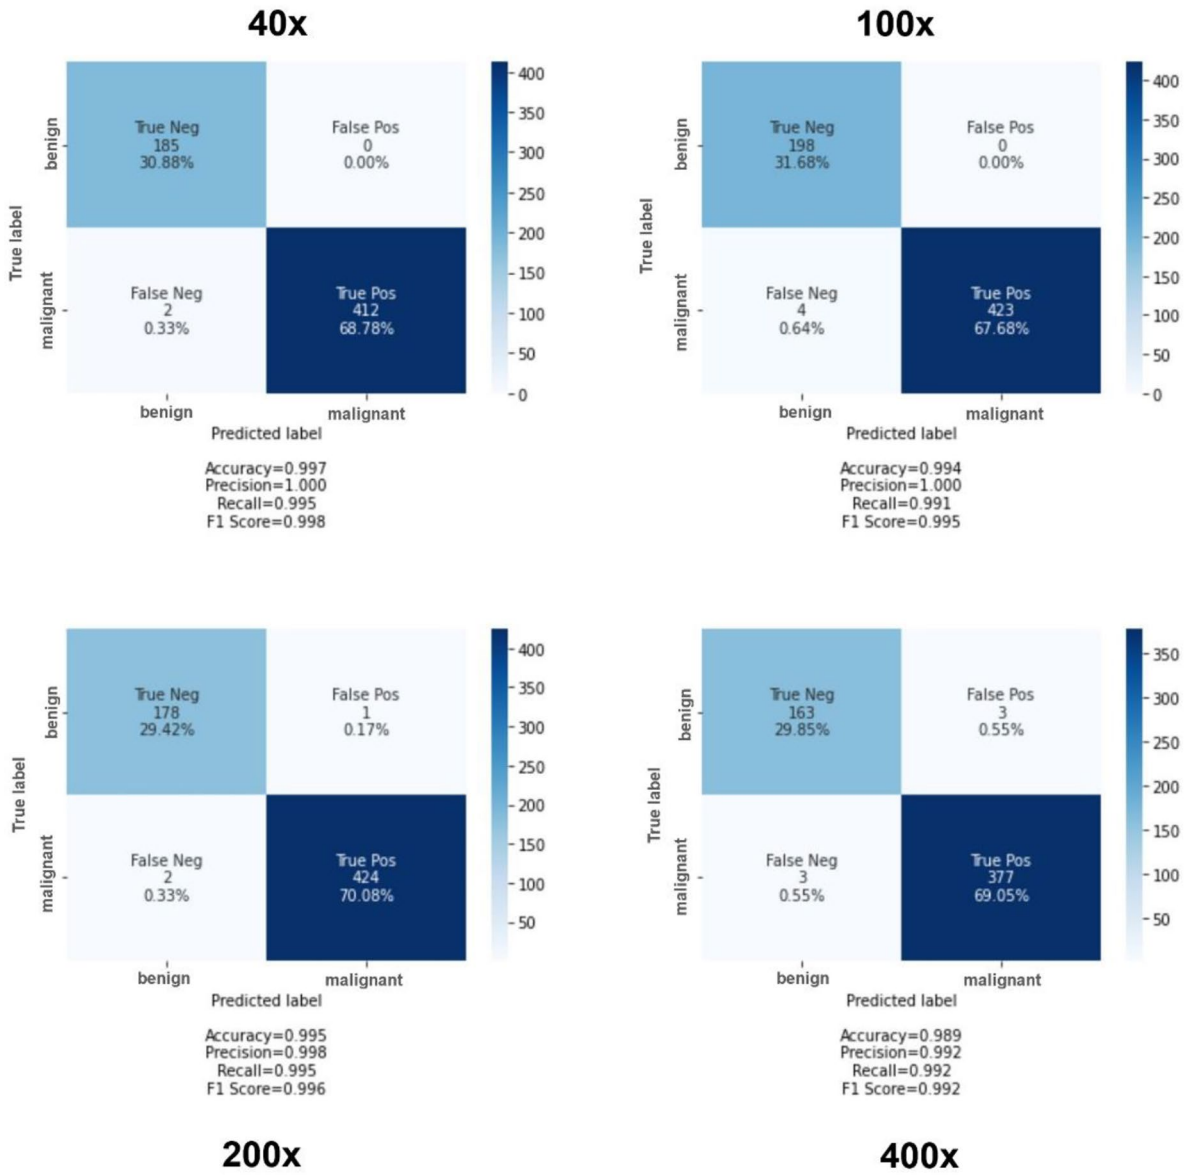 40x
True label
benign
malignant
True Neg
185
30.88%
False Pos
0
0.00%
False Neg
2
0.33%
True Pos
412
68.78%
400
350
300
250
200
150
100
50
0
benign
malignant
Predicted label
Accuracy=0.997
Precision=1.000
Recall=0.995
F1 Score=0.998
100x
True label
benign
malignant
True Neg
198
31.68%
False Pos
0
0.00%
False Neg
4
0.64%
True Pos
423
67.68%
400
350
300
250
200
150
100
50
0
benign
malignant
Predicted label
Accuracy=0.994
Precision=1.000
Recall=0.991
F1 Score=0.995
True label
benign
malignant
True Neg
178
29.42%
False Pos
1
0.17%
False Neg
2
0.33%
True Pos
424
70.08%
400
350
300
250
200
150
100
50
benign
malignant
Predicted label
Accuracy=0.995
Precision=0.998
Recall=0.995
F1 Score=0.996
200x
True label
benign
malignant
True Neg
163
29.85%
False Pos
3
0.55%
False Neg
3
0.55%
True Pos
377
69.05%
350
300
250
200
150
100
50
benign
malignant
Predicted label
Accuracy=0.989
Precision=0.992
Recall=0.992
F1 Score=0.992
400x